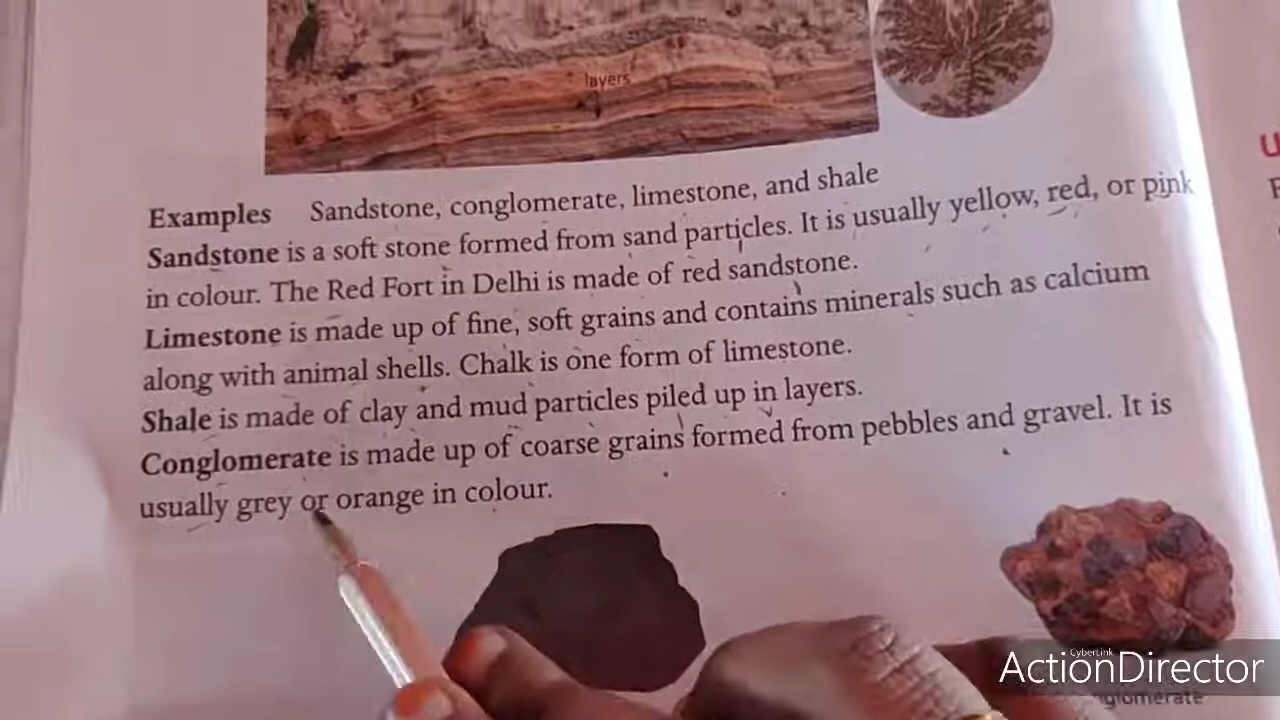 layers
Examples Sandstone, conglomerate, limestone, and shale
Sandstone is a soft stone formed from sand particles. It is usually yellow, red, or pink
in colour. The Red Fort in Delhi is made of red sandstone.
Limestone is made up of fine, soft grains and contains minerals such as calcium
along with animal shells. Chalk is one form of limestone.
Shale is made of clay and mud particles piled up in layers.
Conglomerate is made up of coarse grains formed from pebbles and gravel. It is
usually grey or orange in colour.
CyberLink
ActionDirector